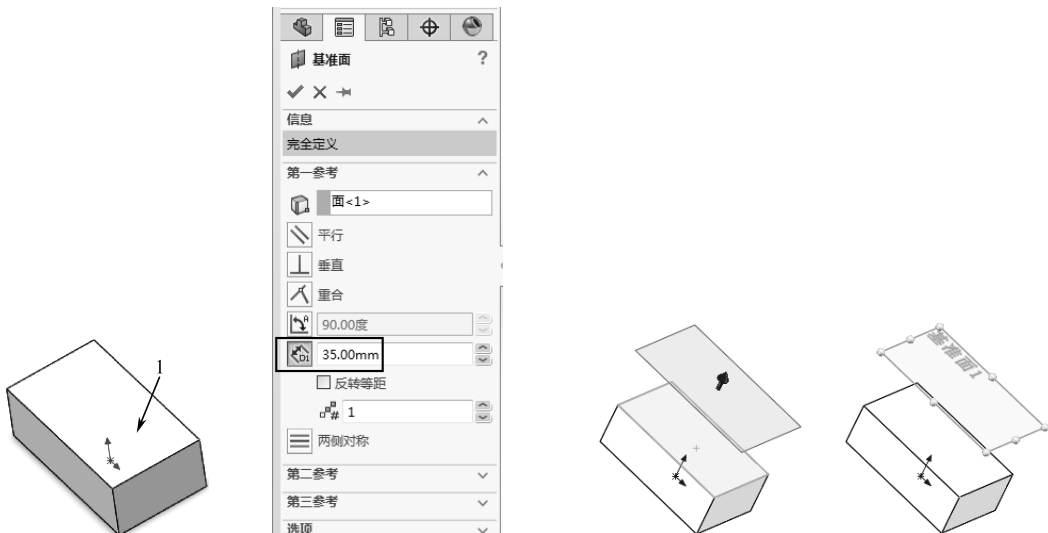 基准面
?
信息
完全定义
第一参考
面<1>
平行
垂直
重合
90.00度
35.00mm
反转等距
# 1
两侧对称
第二参考
第三参考
选项
1
基准面1